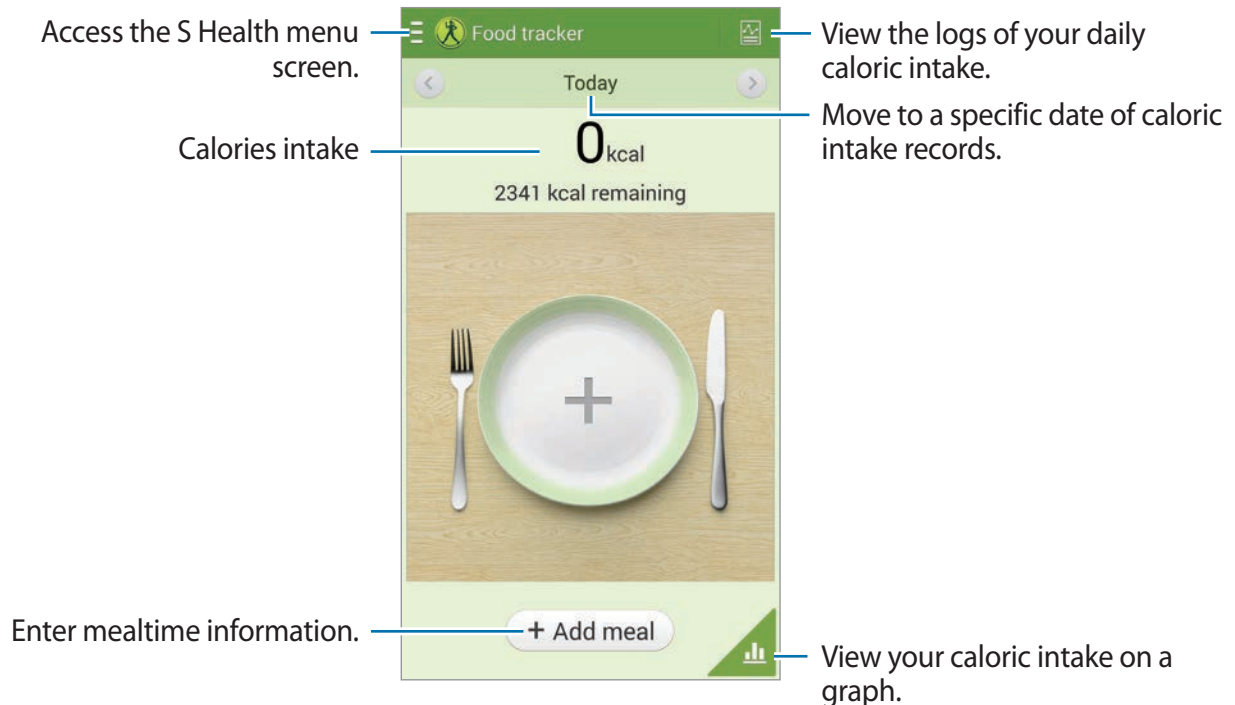 Access the S Health menu
screen.
Food tracker
View the logs of your daily
caloric intake.
Today
Move to a specific date of caloric
intake records.
Calories intake
0 kcal
2341 kcal remaining
Enter mealtime information.
+ Add meal
View your caloric intake on a
graph.